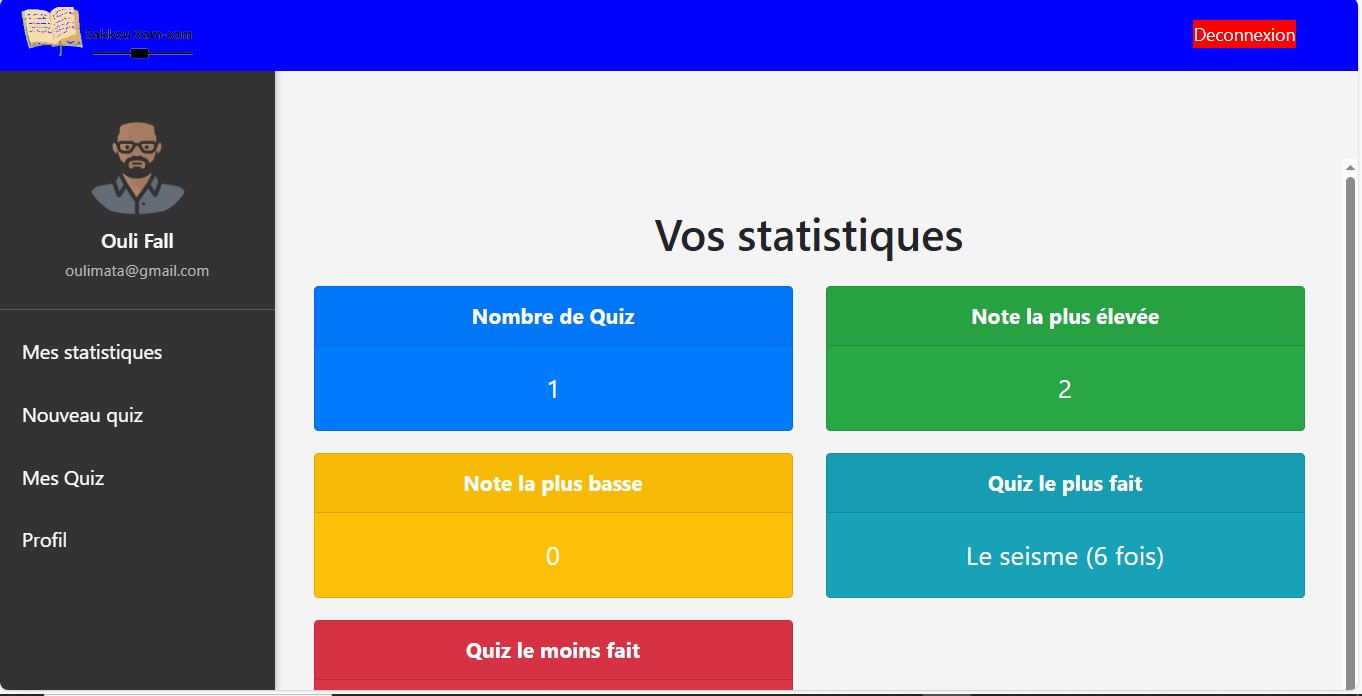 Sakkou Xam-xam
Deconnexion
Ouli Fall
oulimata@gmail.com
Mes statistiques
Nouveau quiz
Mes Quiz
Profil
Vos statistiques
Nombre de Quiz
1
Note la plus élevée
2
Note la plus basse
0
Quiz le plus fait
Le seisme (6 fois)
Quiz le moins fait